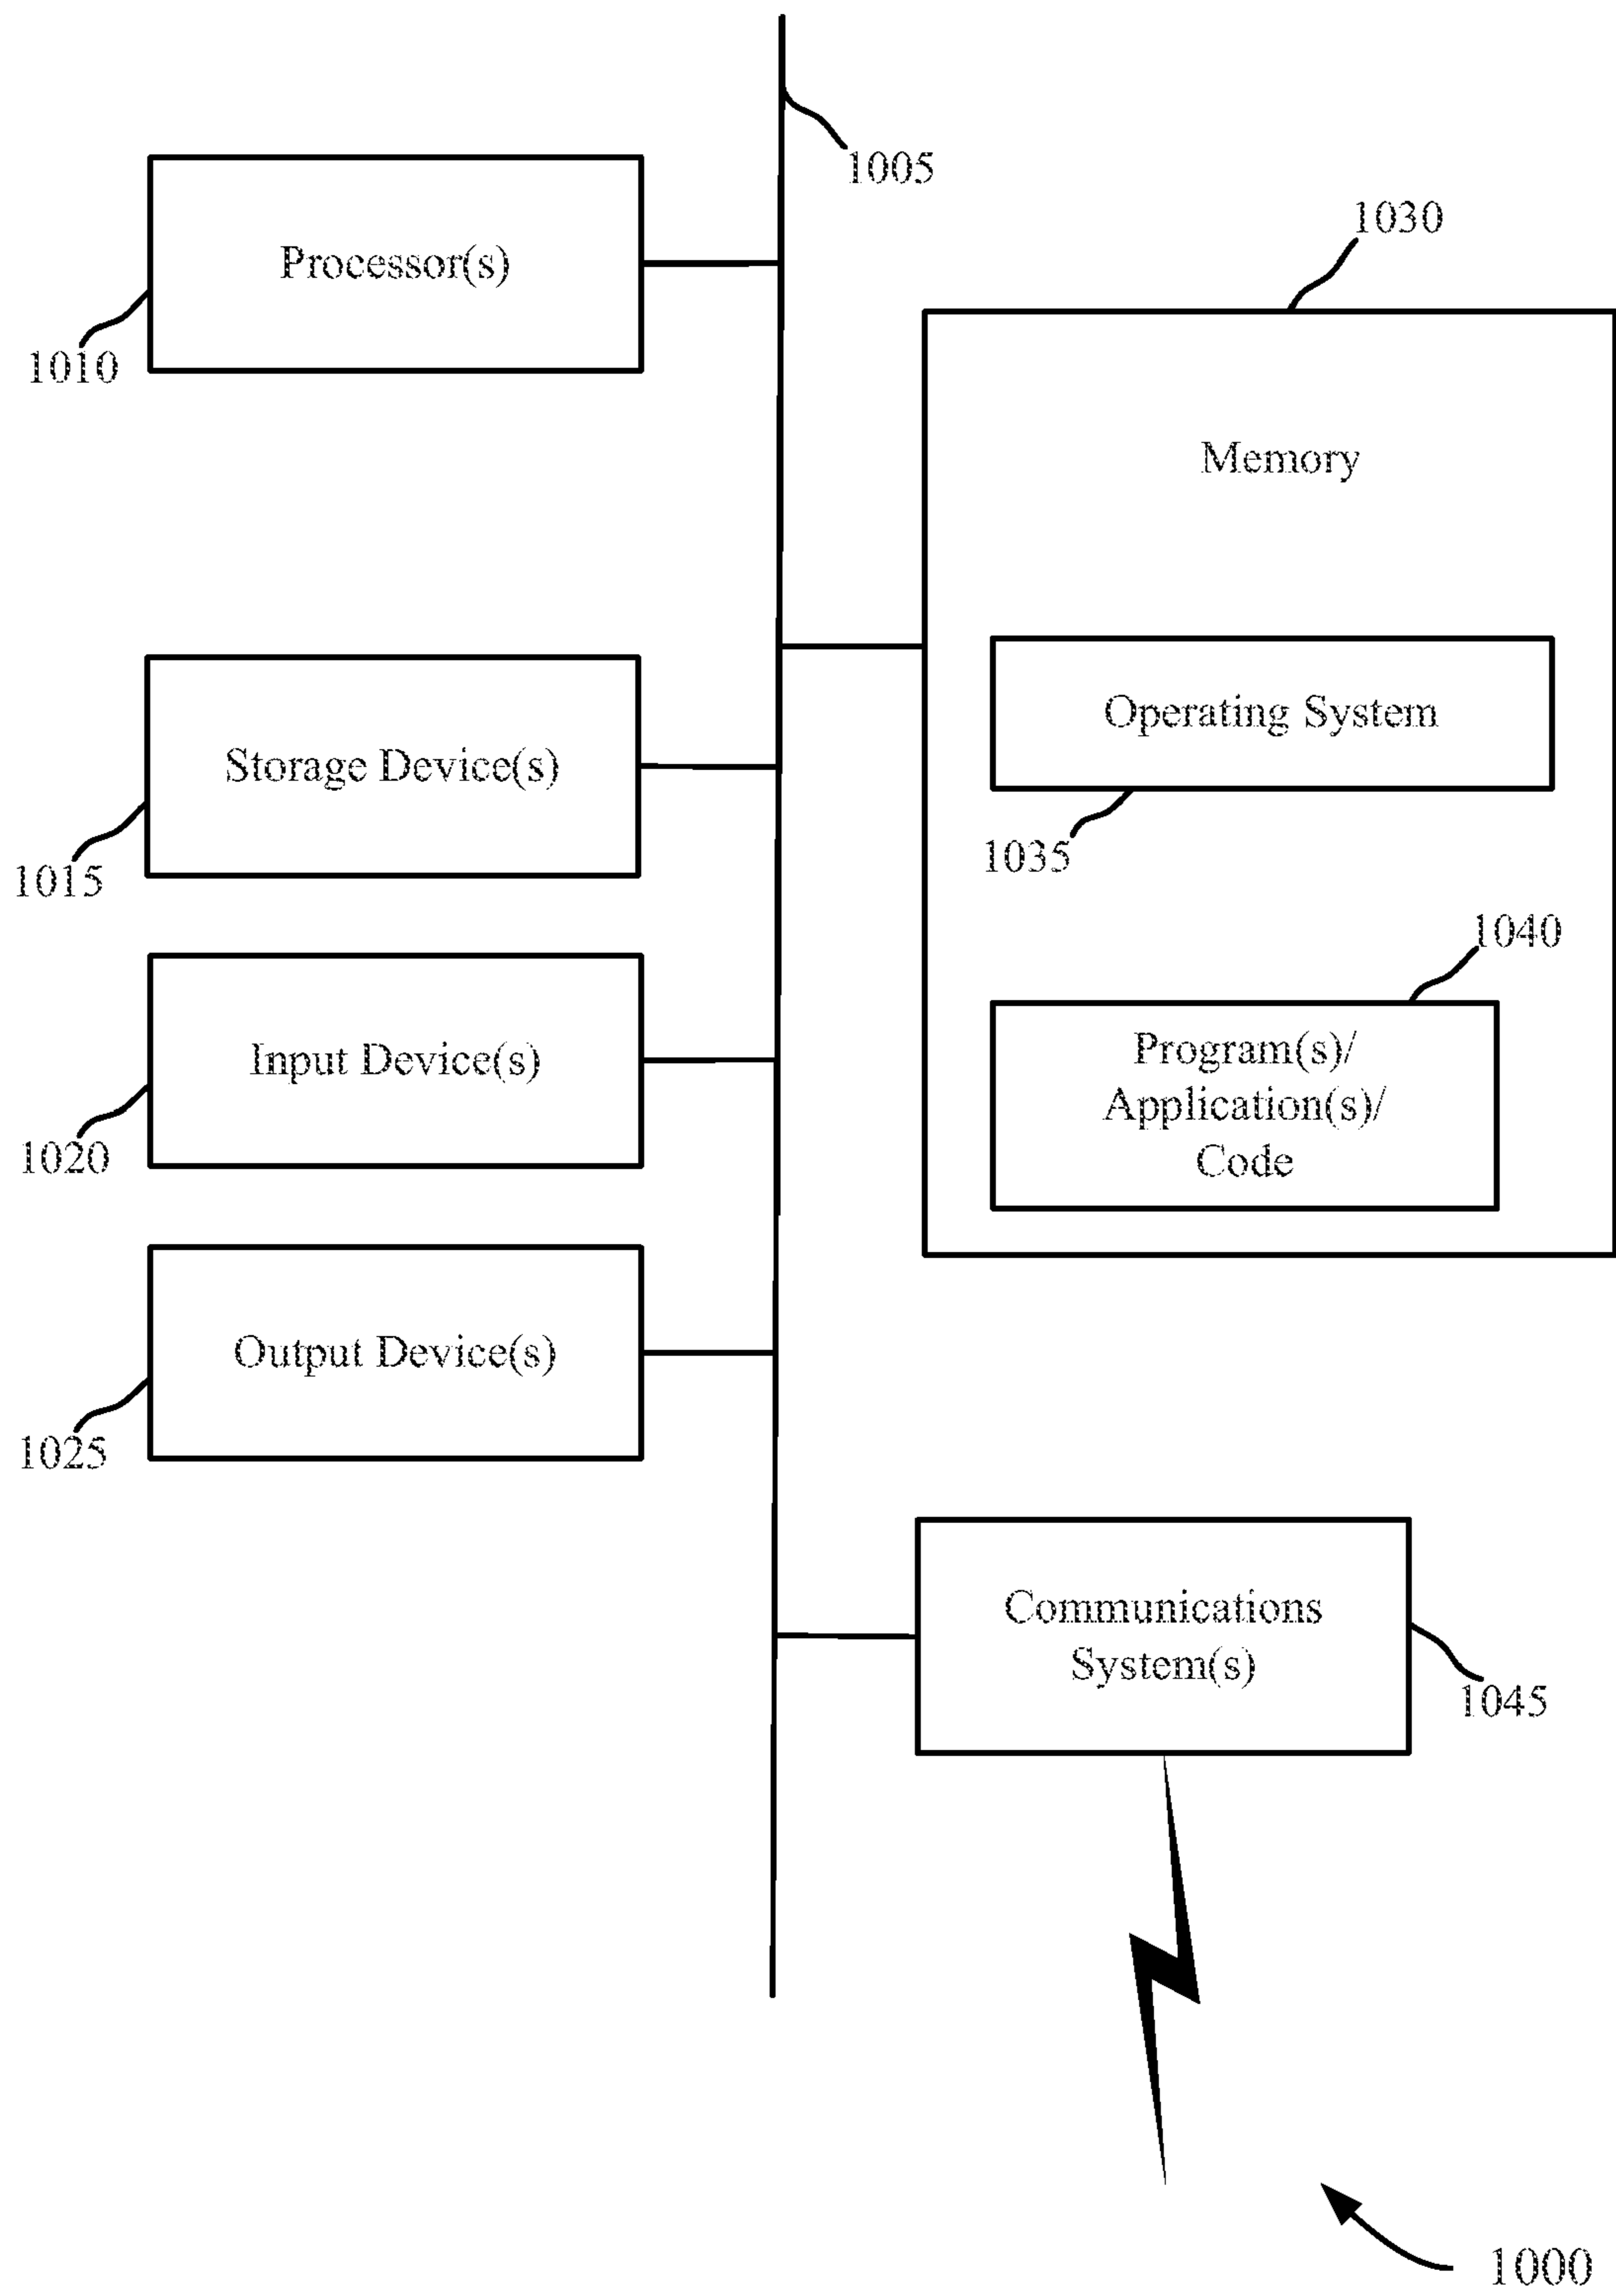 1005
Processor(s)
1010
1030
Memory
Storage Device(s)
1015
Operating System
1035
Input Device(s)
1020
1040
Program(s)/
Application(s)/
Code
Output Device(s)
1025
Communications
System(s)
1045
1000